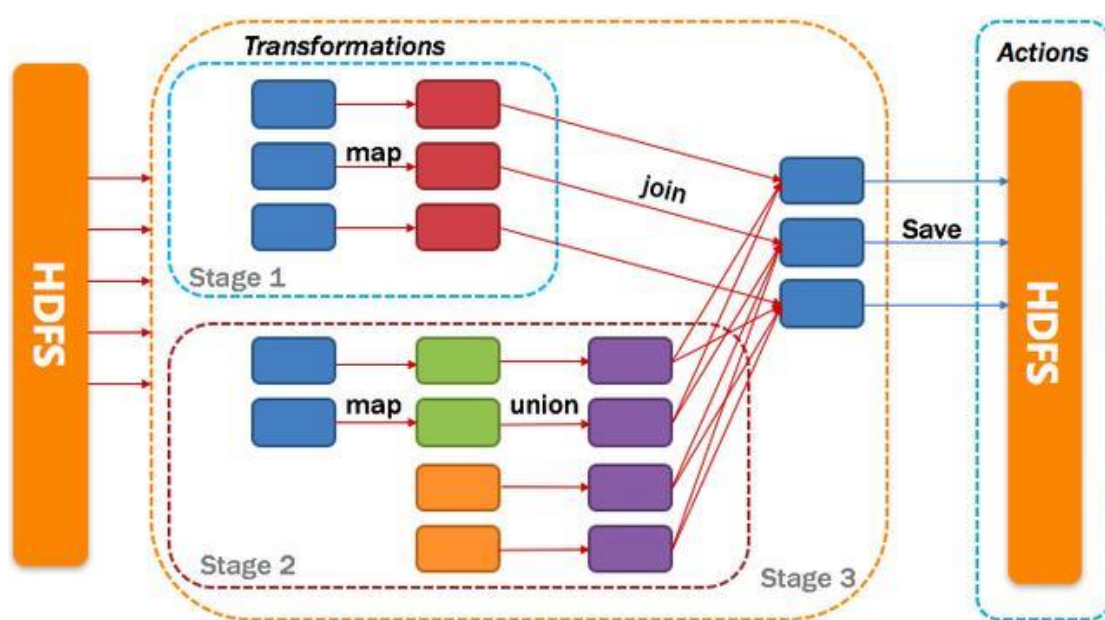 Transformations
Actions
HDFS
map
Stage 1
join
Save
HDFS
map
union
Stage 2
Stage 3